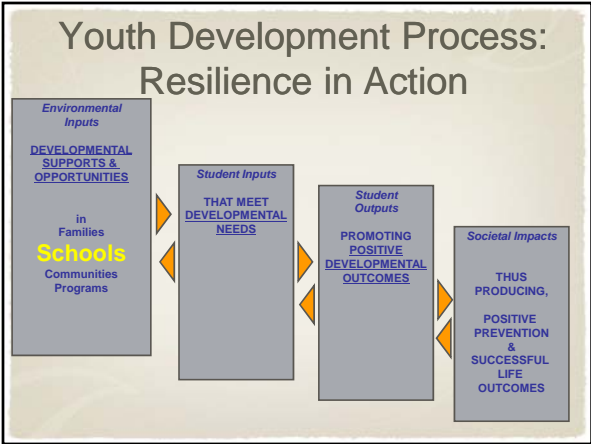 Youth Development Process:
Resilience in Action
Environmental
Inputs
DEVELOPMENTAL
SUPPORTS &
OPPORTUNITIES
in
Families
Schools
Communities
Programs
Student Inputs
THAT MEET
DEVELOPMENTAL
NEEDS
Student
Outputs
PROMOTING
POSITIVE
DEVELOPMENTAL
OUTCOMES
Societal Impacts
THUS
PRODUCING,
POSITIVE
PREVENTION
&
SUCCESSFUL
LIFE
OUTCOMES